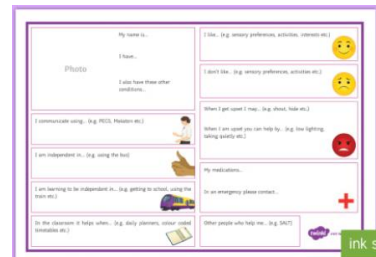 My name is...
I have...
Photo
I also have these other
conditions...
I communicate using... (e.g. PECS, Makaton etc.)
I am independent in... (e.g. using the bus)
I am learning to be independent in... (e.g. getting to school, using the
train etc.)
In the classroom it helps when... (e.g. daily planners, colour coded
timetables etc.)
I like... (e.g. sensory preferences, activities, interests etc.)
I don't like... (e.g. sensory preferences, activities etc.)
When I get upset I may... (e.g. shout, hide etc.)
When I am upset you can help by... (e.g. low lighting,
talking quietly etc.)
My medications...
In an emergency please contact...
Other people who help me... (e.g. SALT)
twinkl
ink s